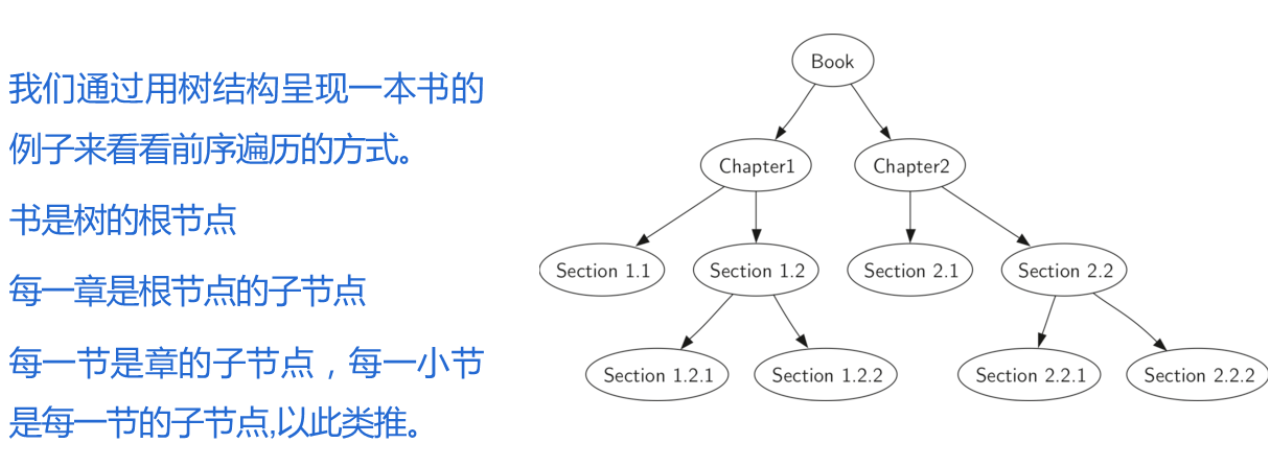 我们通过用树结构呈现一本书的
例子来看看前序遍历的方式。
书是树的根节点
每一章是根节点的子节点
每一节是章的子节点，每一小节
是每一节的子节点,以此类推。
Book
Chapter1
Chapter2
Section 1.1
Section 1.2
Section 2.1
Section 2.2
Section 1.2.1
Section 1.2.2
Section 2.2.1
Section 2.2.2